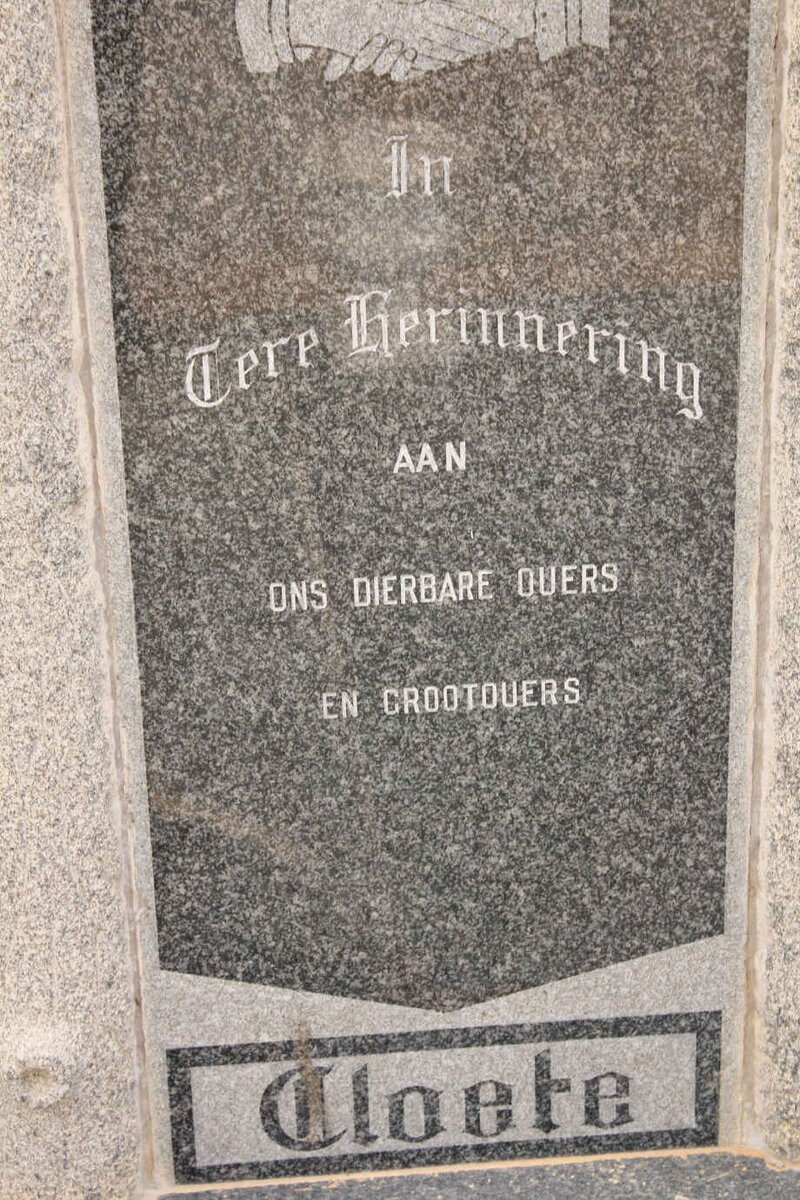 In
Tere Herinnering
AAN
ONS DIERBARE OUERS
EN GROOTOUERS
Cloete